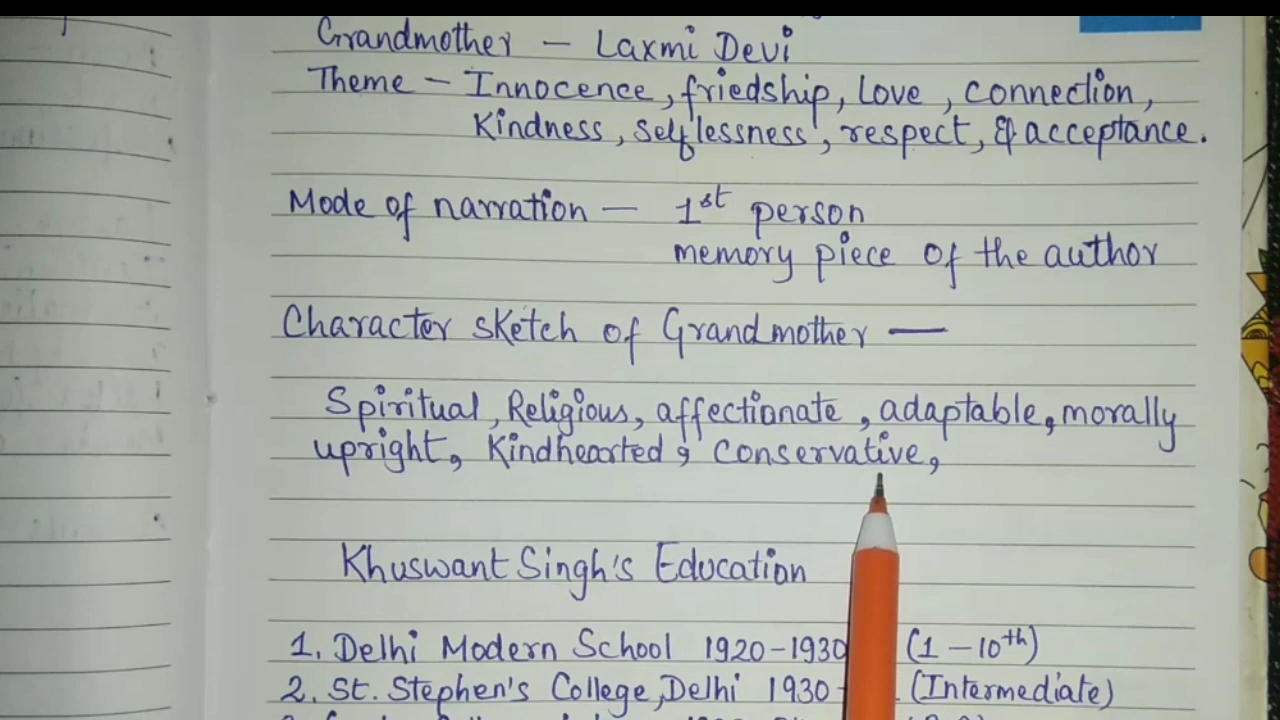 Grandmother — Laxmi Devi
Theme — Innocence, friedship, Love, connection,
Kindness, selflessness, respect, & acceptance.
Mode of narration — 1st person
memory piece of the author
Character sketch of Grandmother —
Spiritual, Religious, affectionate, adaptable, morally
upright, Kindhearted, Conservative,
Khuswant Singh's Education
1. Delhi Modern School 1920-1930 (1-10th)
2. St. Stephen's College, Delhi 1930- (Intermediate)